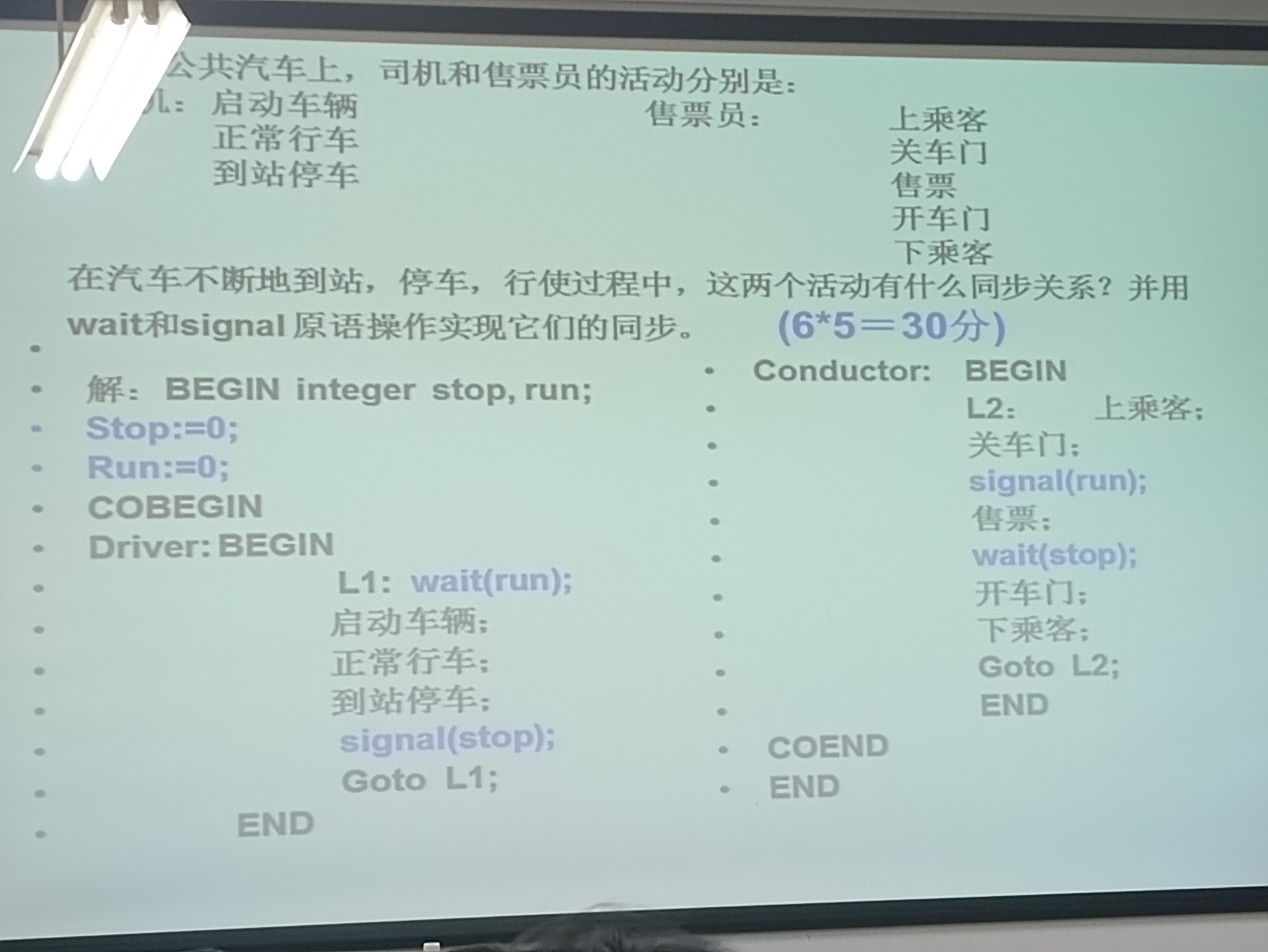 公共汽车上，司机和售票员的活动分别是：
机： 启动车辆
正常行车
到站停车
售票员： 上乘客
关车门
售票
开车门
下乘客
在汽车不断地到站，停车，行使过程中，这两个活动有什么同步关系？并用
wait和signal 原语操作实现它们的同步。 (6*5＝30分)
• 
• 解： BEGIN integer stop, run;
• Stop:=0;
• Run:=0;
• COBEGIN
• Driver: BEGIN
• L1: wait(run);
• 启动车辆；
• 正常行车；
• 到站停车；
• signal(stop);
• Goto L1;
• END
• Conductor: BEGIN
• L2： 上乘客；
• 关车门；
• signal(run);
• 售票；
• wait(stop);
• 开车门；
• 下乘客；
• Goto L2;
• END
• COEND
• END